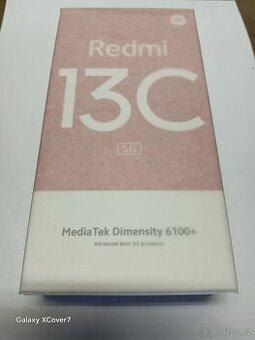 Redmi
13C
5G
MediaTek Dimensity 6100+
Advanced 6nm 5G processor
Galaxy XCover7